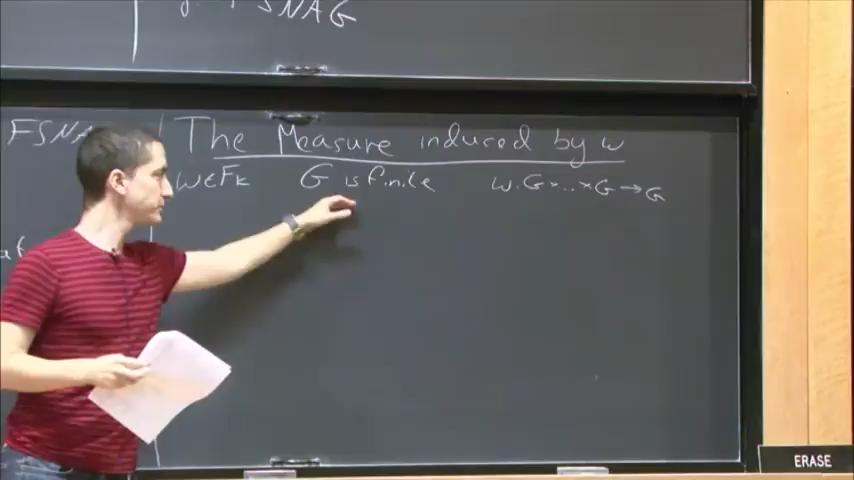 FSNAG
FSNA
The Measure induced by w
w∈Fk G is finite w: G×...×G→G
ERASE